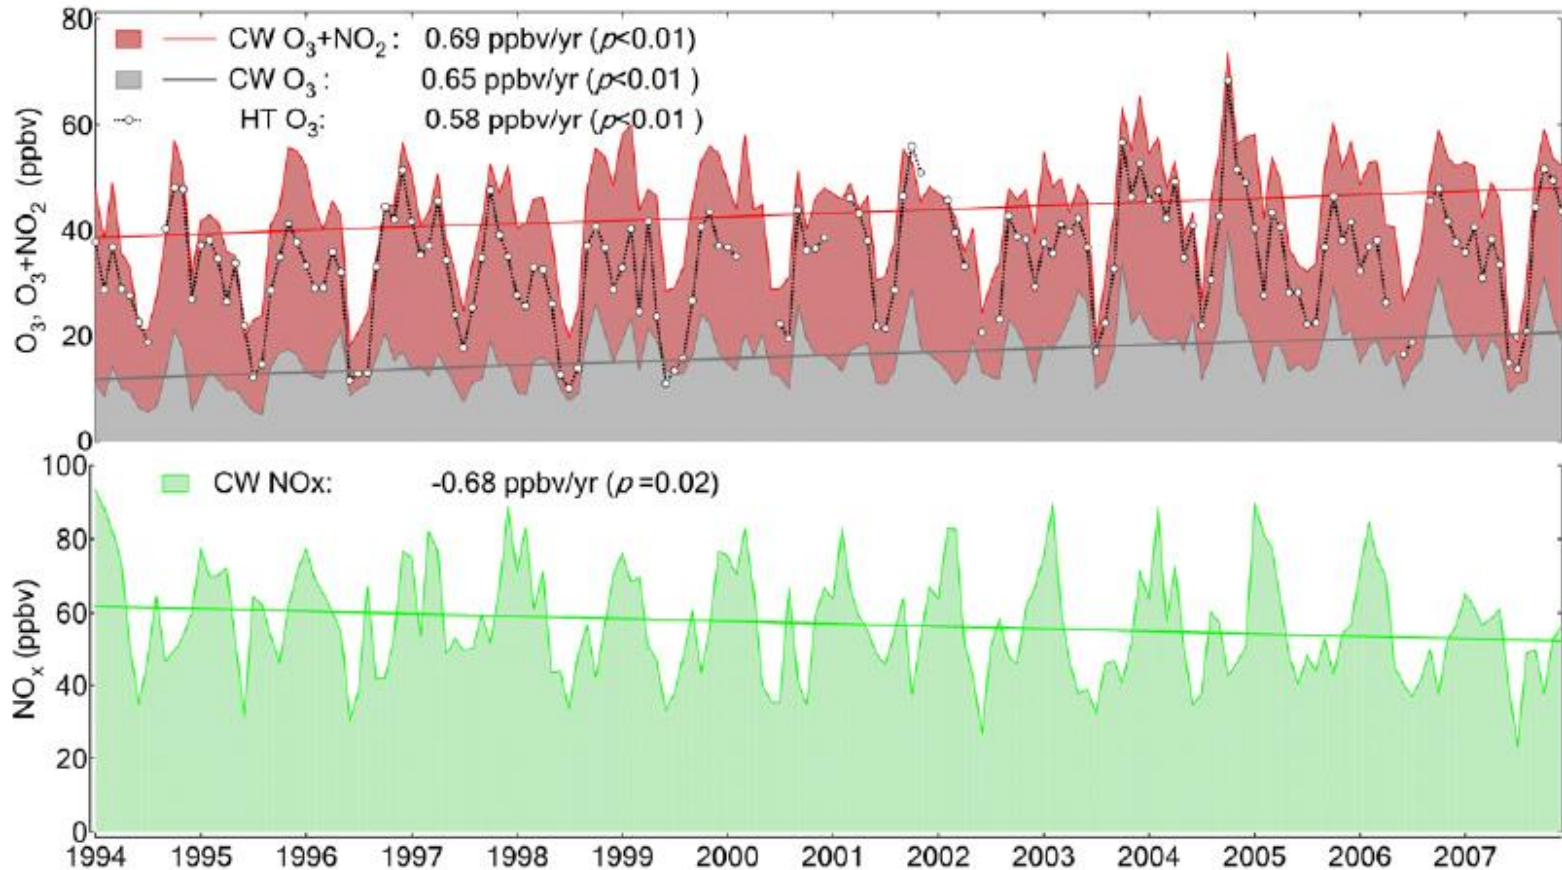 80
CW O₃+NO₂: 0.69 ppbv/yr (p<0.01)
CW O₃: 0.65 ppbv/yr (p<0.01 )
HT O₃: 0.58 ppbv/yr (p<0.01 )
60
40
20
0
O₃, O₃+NO₂ (ppbv)
100
CW NOx: -0.68 ppbv/yr (p =0.02)
80
60
40
20
0
NOₓ (ppbv)
1994 1995 1996 1997 1998 1999 2000 2001 2002 2003 2004 2005 2006 2007